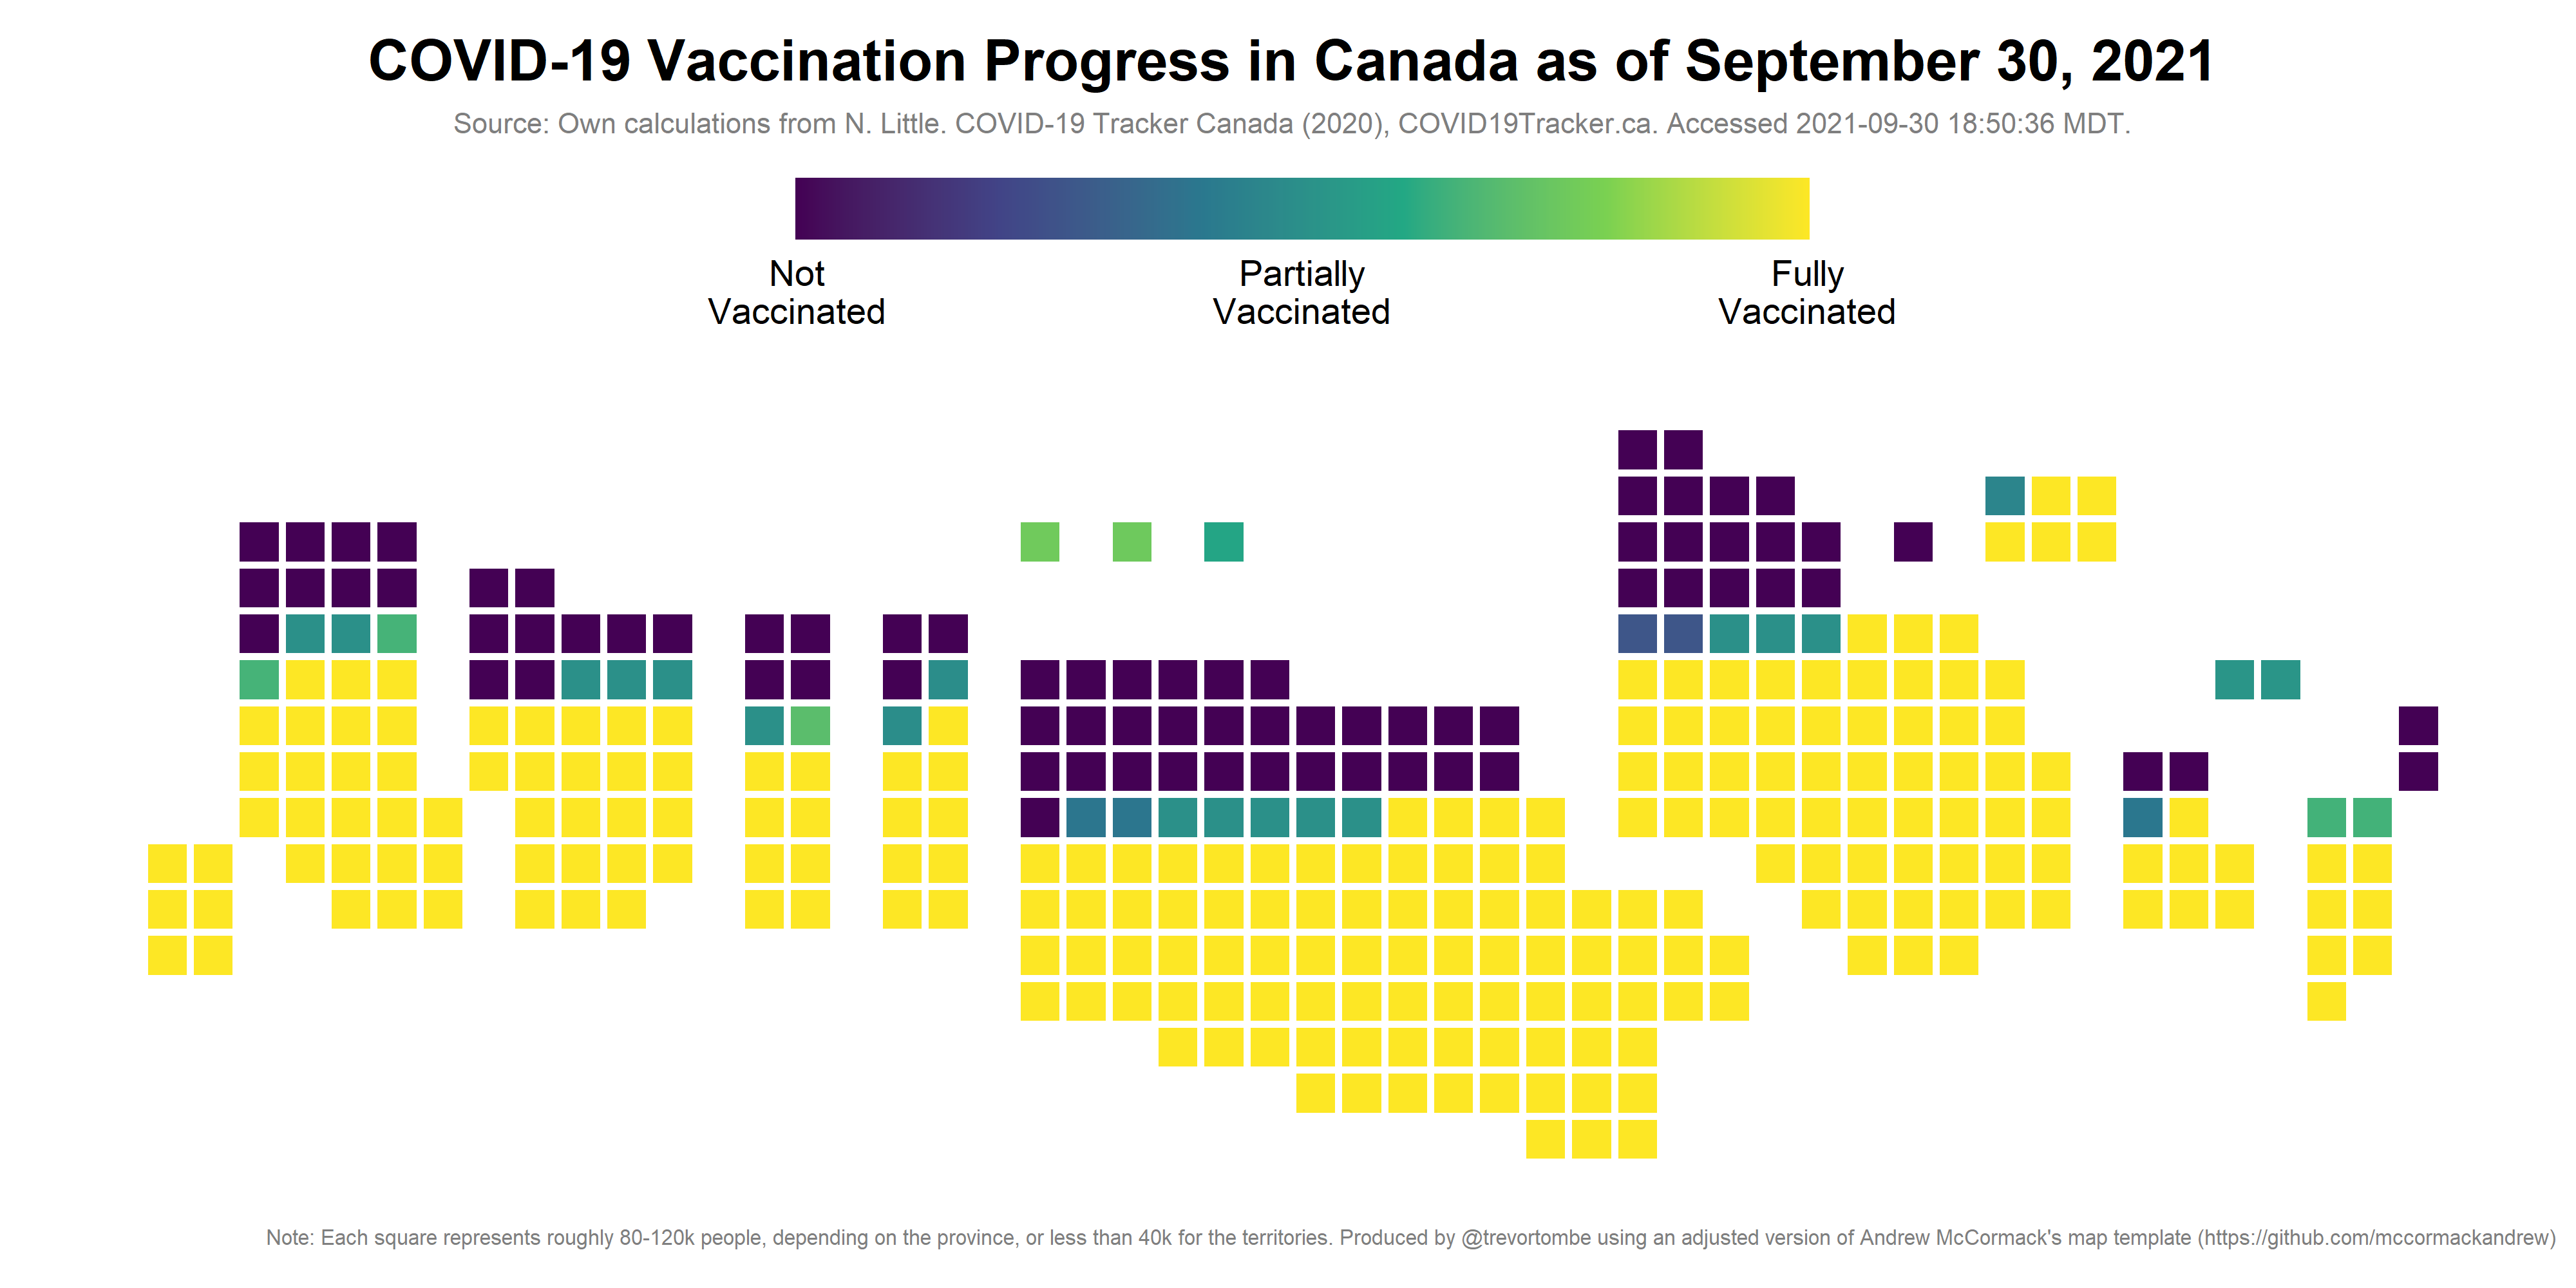 COVID-19 Vaccination Progress in Canada as of September 30, 2021
Source: Own calculations from N. Little. COVID-19 Tracker Canada (2020), COVID19Tracker.ca. Accessed 2021-09-30 18:50:36 MDT.
Not
Vaccinated
Partially
Vaccinated
Fully
Vaccinated
Note: Each square represents roughly 80-120k people, depending on the province, or less than 40k for the territories. Produced by @trevortombe using an adjusted version of Andrew McCormack's map template (https://github.com/mccormackandrew)